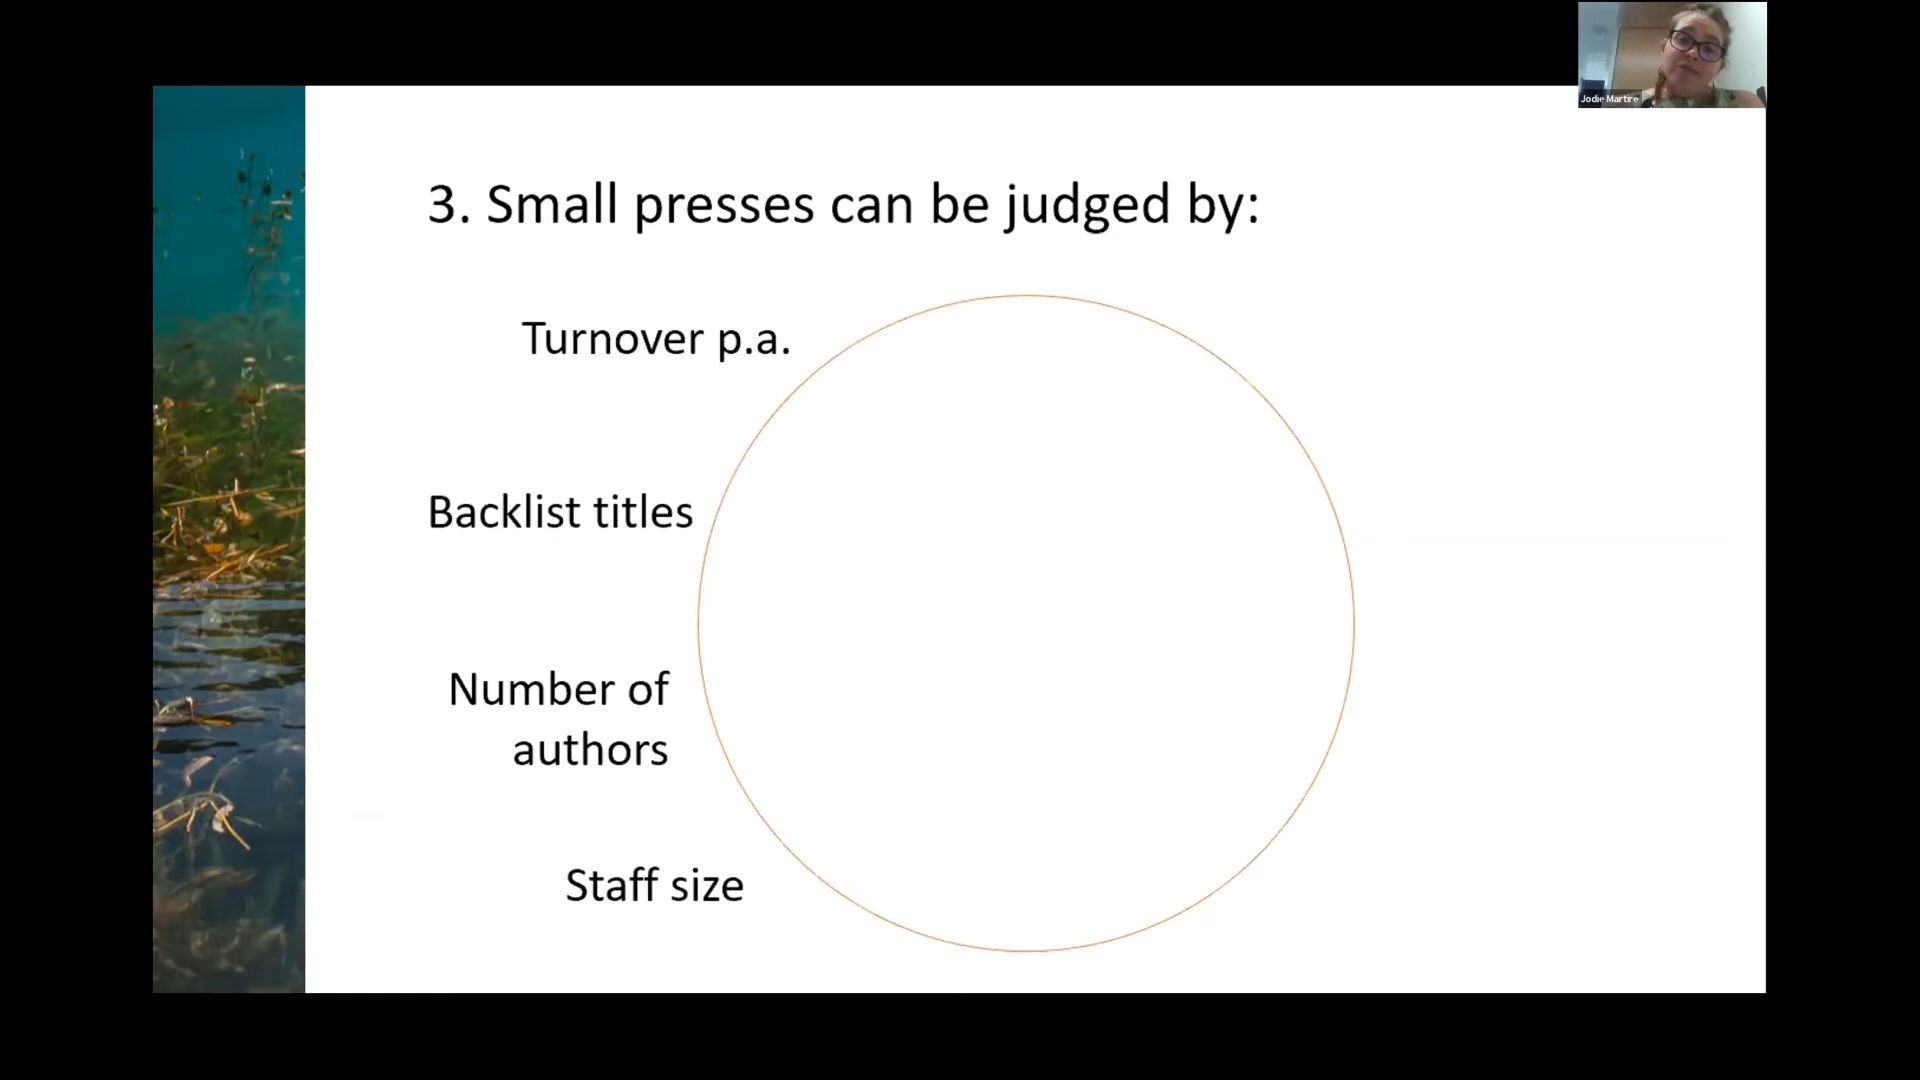 Jodie Martire
3. Small presses can be judged by:
Turnover p.a.
Backlist titles
Number of
authors
Staff size